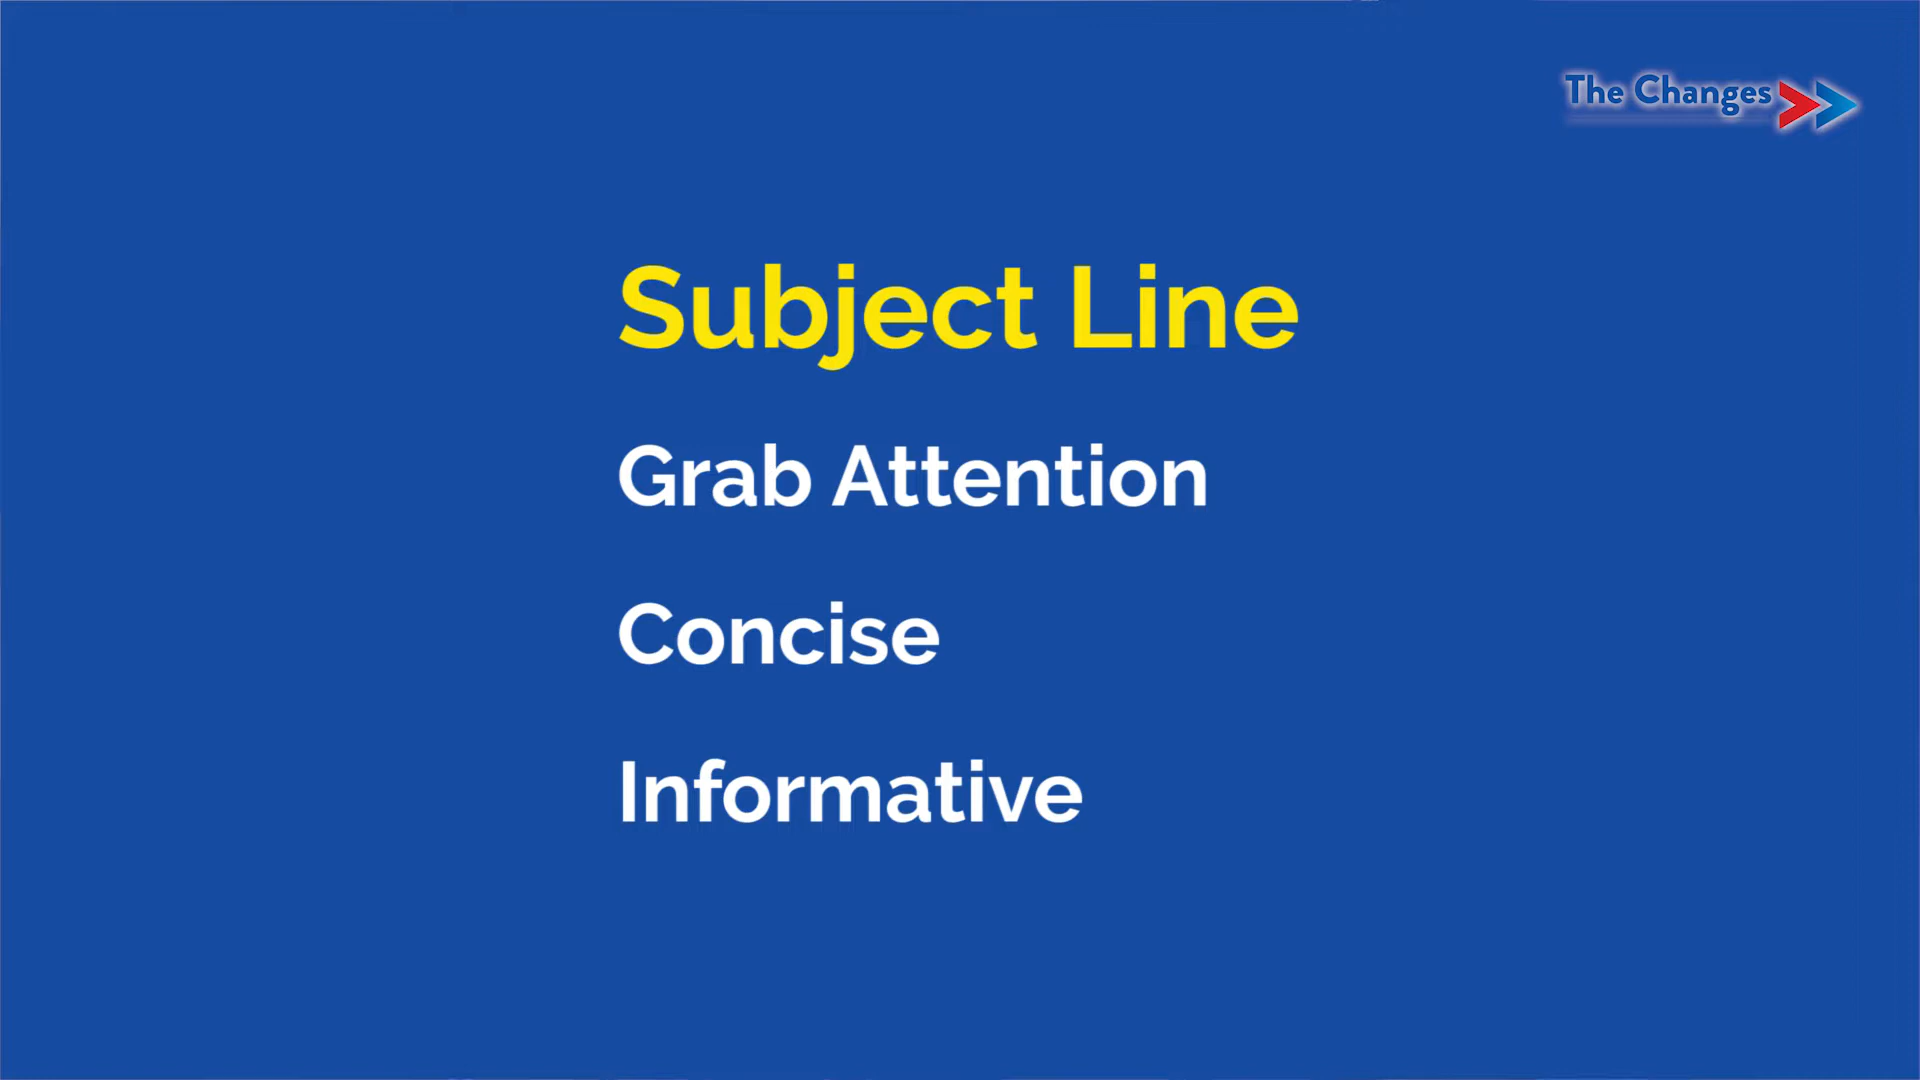 The Changes
Subject Line
Grab Attention
Concise
Informative